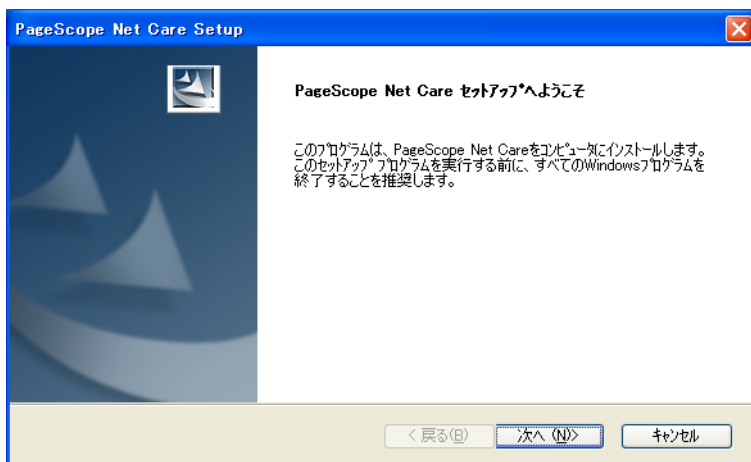 PageScope Net Care Setup
PageScope Net Care ｾｯﾄｱｯﾌﾟへようこそ
このﾌﾟﾛｸﾞﾗﾑは、PageScope Net Careをｺﾝﾋﾟｭｰﾀにｲﾝｽﾄｰﾙします。
このｾｯﾄｱｯﾌﾟ ﾌﾟﾛｸﾞﾗﾑを実行する前に、すべてのWindowsﾌﾟﾛｸﾞﾗﾑを
終了することを推奨します。
< 戻る(B) 次へ (N)> ｷｬﾝｾﾙ